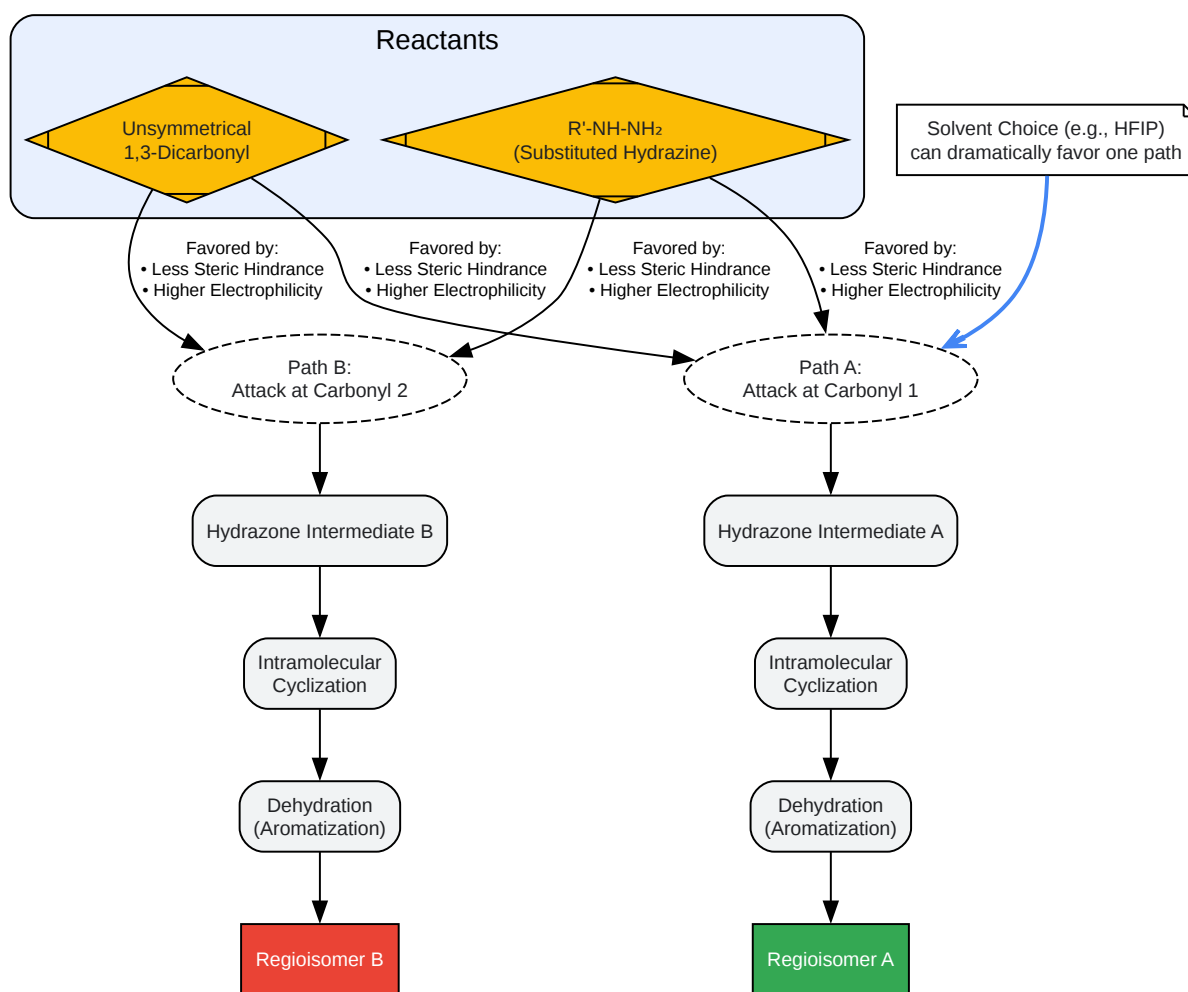 Reactants
Unsymmetrical
1,3-Dicarbonyl
R'-NH-NH₂
(Substituted Hydrazine)
Solvent Choice (e.g., HFIP)
can dramatically favor one path
Favored by:
• Less Steric Hindrance
• Higher Electrophilicity
Favored by:
• Less Steric Hindrance
• Higher Electrophilicity
Favored by:
• Less Steric Hindrance
• Higher Electrophilicity
Favored by:
• Less Steric Hindrance
• Higher Electrophilicity
Path B:
Attack at Carbonyl 2
Path A:
Attack at Carbonyl 1
Hydrazone Intermediate B
Hydrazone Intermediate A
Intramolecular
Cyclization
Intramolecular
Cyclization
Dehydration
(Aromatization)
Dehydration
(Aromatization)
Regioisomer B
Regioisomer A